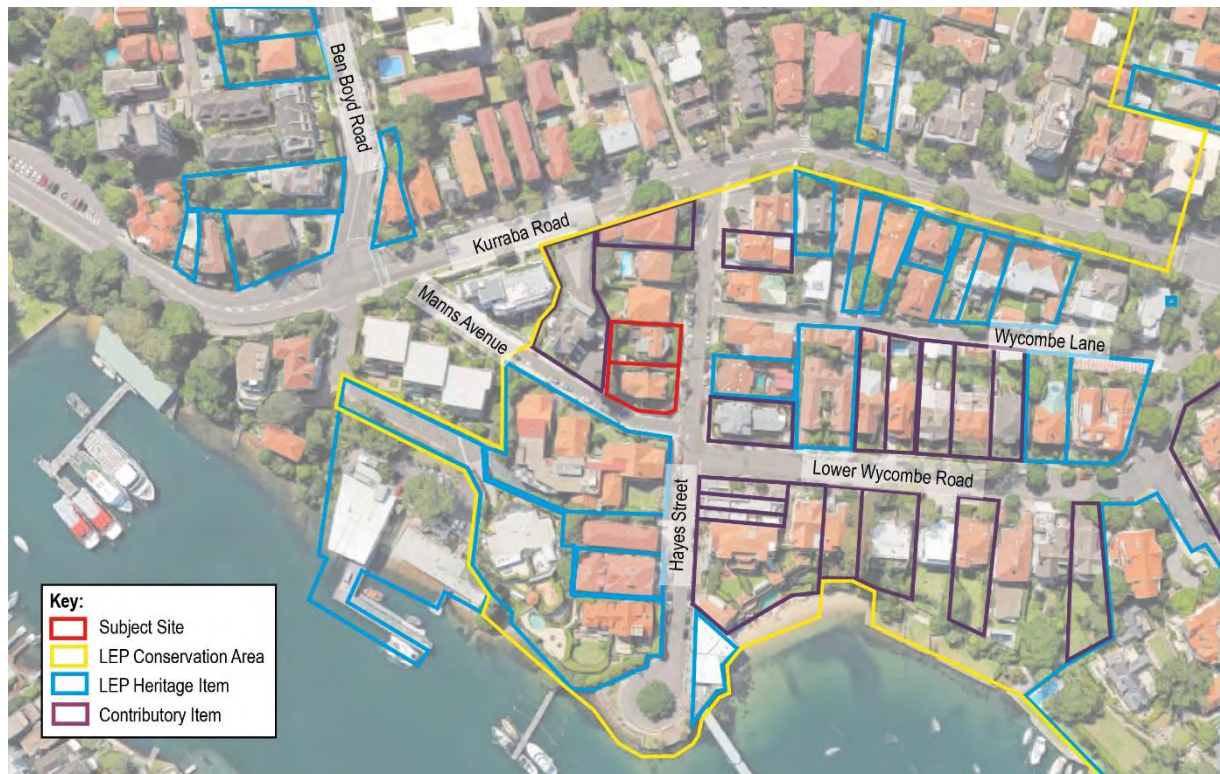 Ben Boyd Road
Kurraba Road
Manns Avenue
Wycombe Lane
Lower Wycombe Road
Hayes Street
Key:
Subject Site
LEP Conservation Area
LEP Heritage Item
Contributory Item